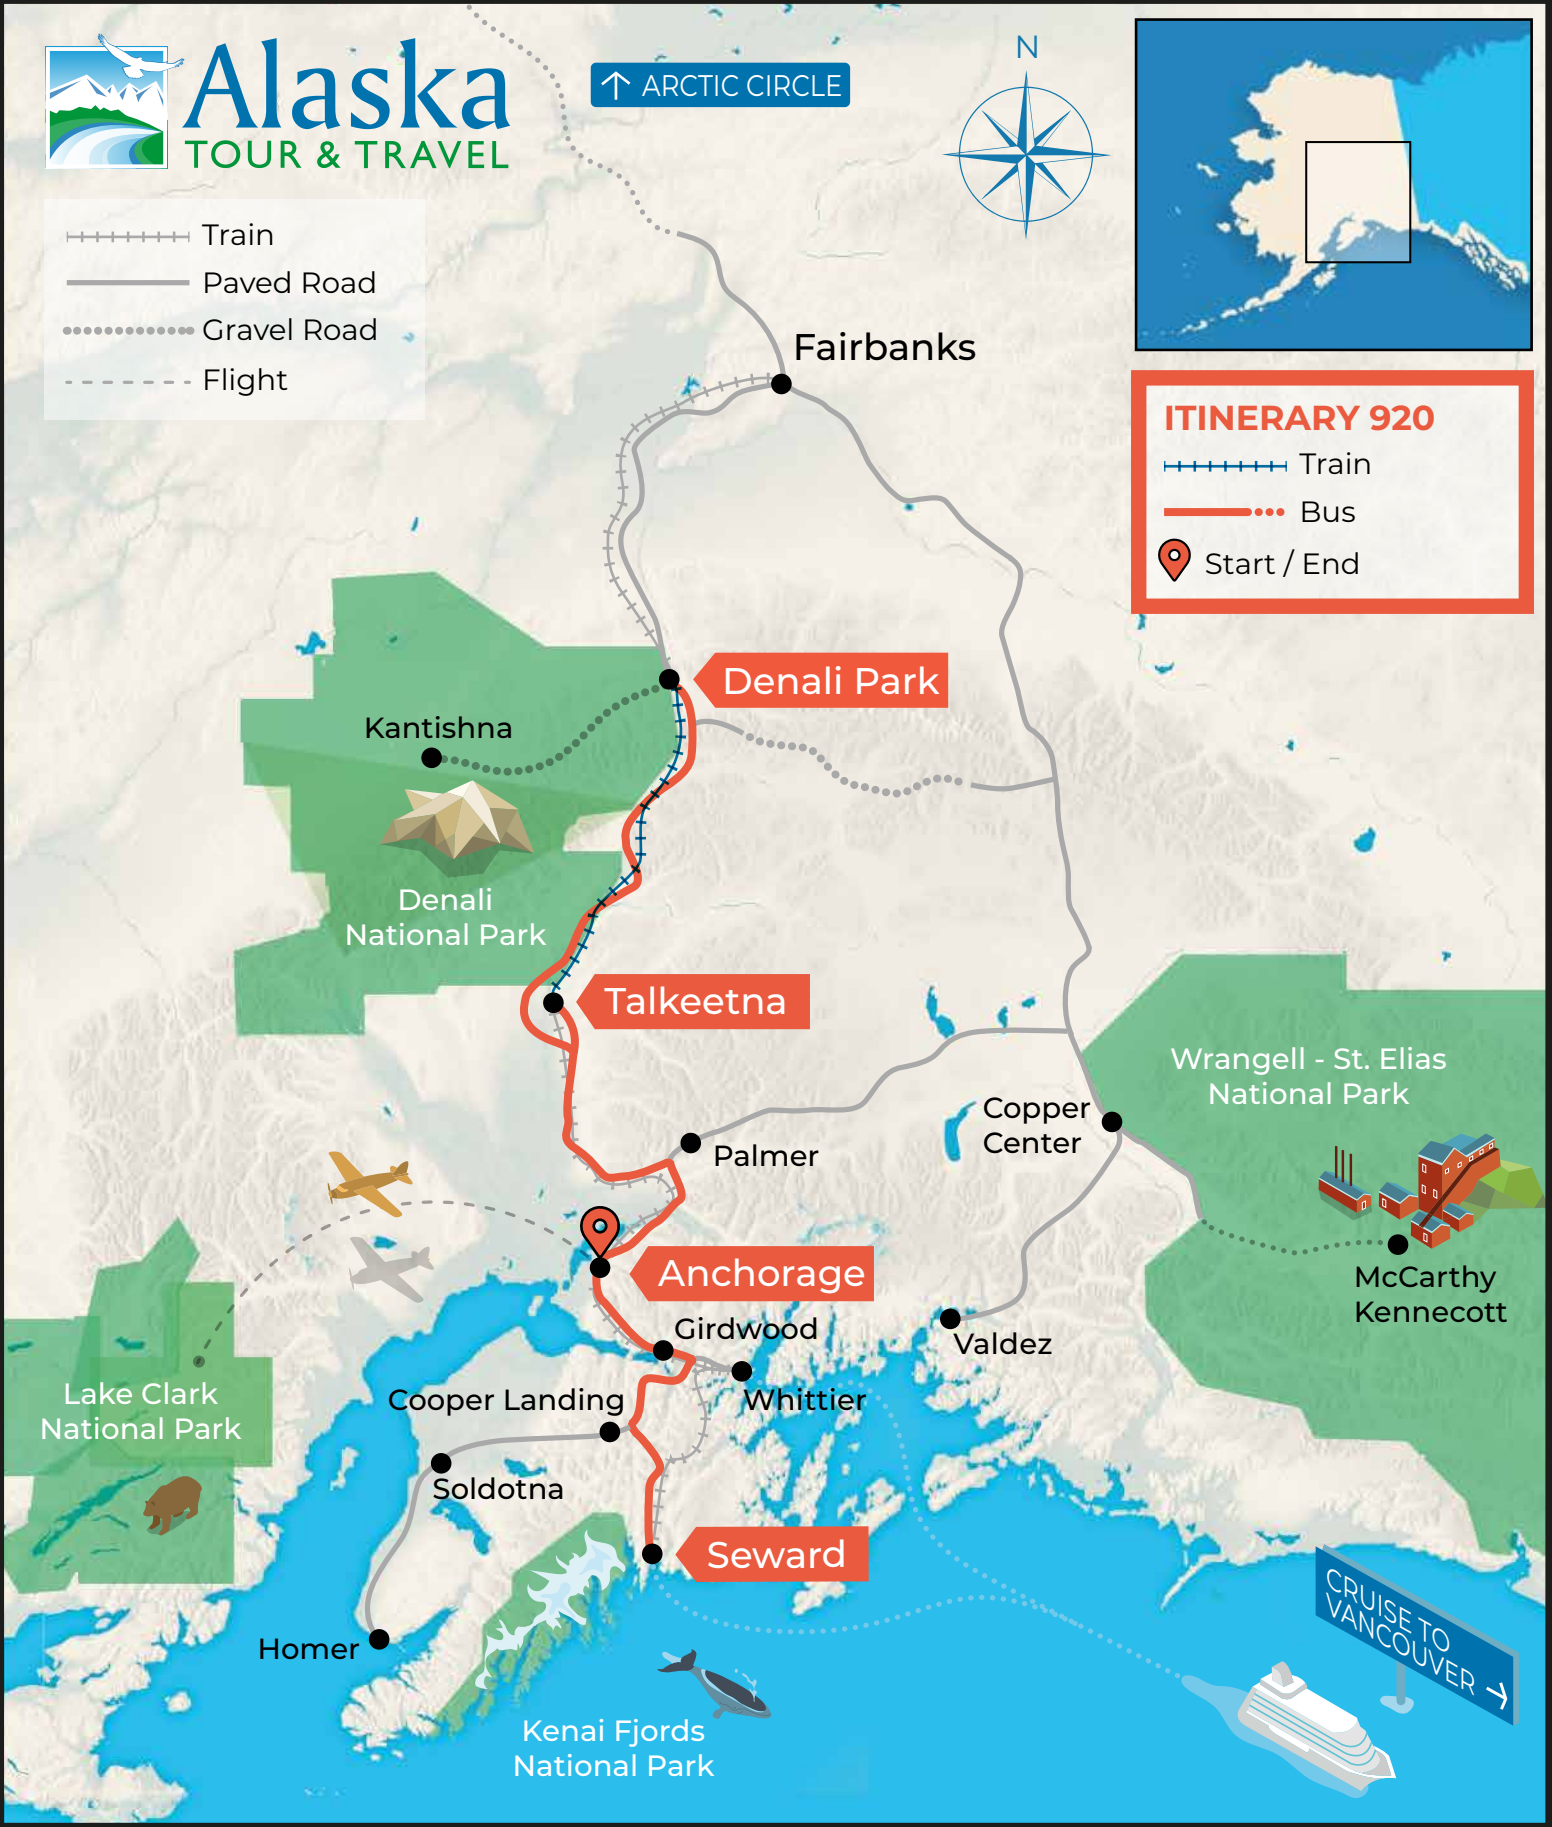 Alaska
TOUR & TRAVEL
↑ ARCTIC CIRCLE
N
Train
Paved Road
Gravel Road
Flight
ITINERARY 920
Train
Bus
Start / End
Fairbanks
Denali Park
Kantishna
Denali
National Park
Talkeetna
Wrangell - St. Elias
National Park
Copper
Center
Palmer
McCarthy
Kennecott
Anchorage
Girdwood
Valdez
Whittier
Cooper Landing
Lake Clark
National Park
Soldotna
Seward
Homer
CRUISE TO
VANCOUVER →
Kenai Fjords
National Park